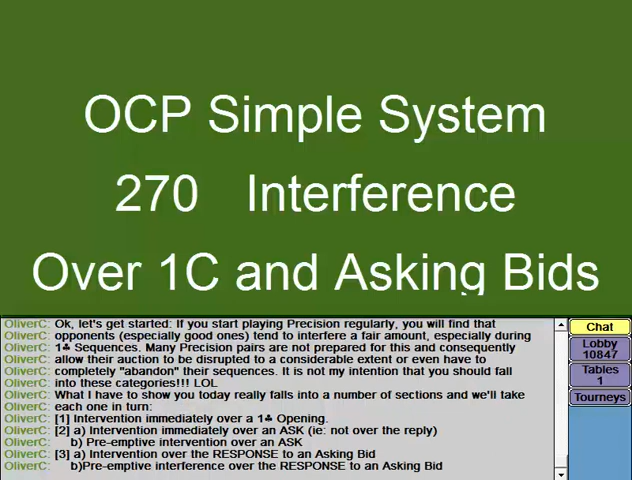 OCP Simple System
270 Interference
Over 1C and Asking Bids
OliverC: Ok, let's get started: If you start playing Precision regularly, you will find that
OliverC: opponents (especially good ones) tend to interfere a fair amount, especially during
OliverC: 1♣ Sequences. Many Precision pairs are not prepared for this and consequently
OliverC: allow their auction to be disrupted to a considerable extent or even have to
OliverC: completely "abandon" their sequences. It is not my intention that you should fall
OliverC: into these categories!!! LOL
OliverC: What I have to show you today really falls into a number of sections and we'll take
OliverC: each one in turn:
OliverC: [1] Intervention immediately over a 1♣ Opening.
OliverC: [2] a) Intervention immediately over an ASK (ie: not over the reply)
OliverC: b) Pre-emptive intervention over an ASK
OliverC: [3] a) Intervention over the RESPONSE to an Asking Bid
OliverC: b)Pre-emptive interference over the RESPONSE to an Asking Bid
Chat
Lobby
10847
Tables
1
Tourneys